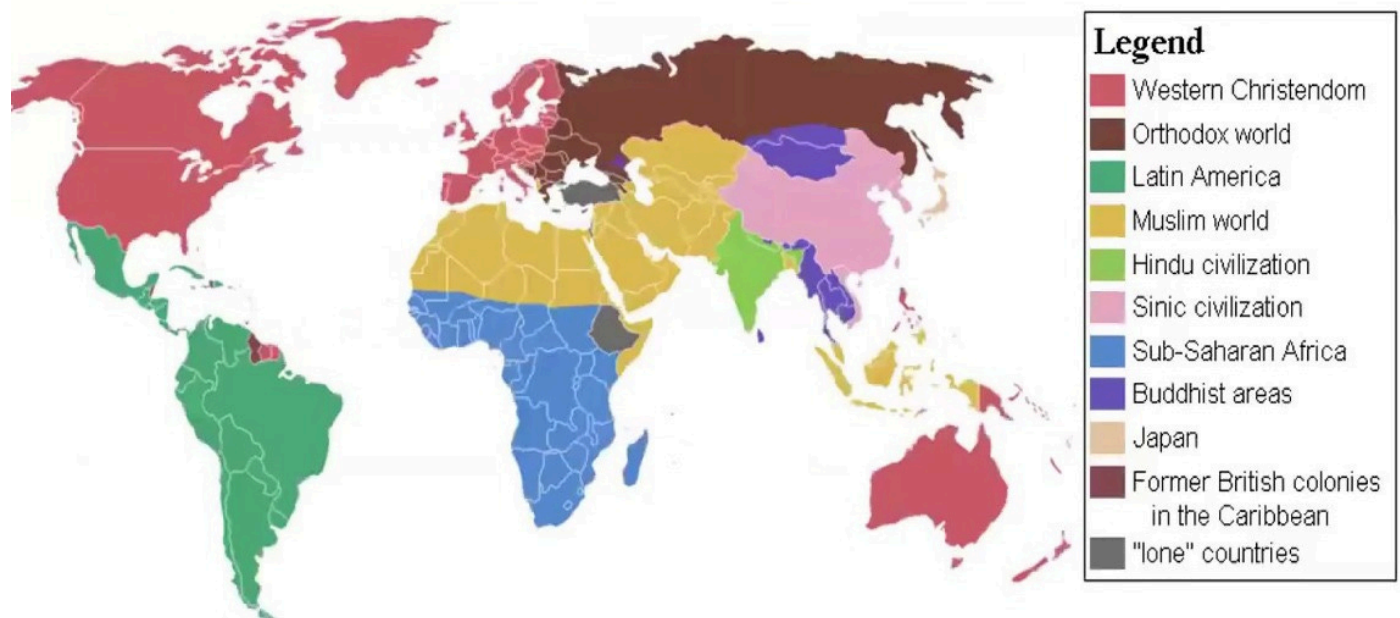 Legend
Western Christendom
Orthodox world
Latin America
Muslim world
Hindu civilization
Sinic civilization
Sub-Saharan Africa
Buddhist areas
Japan
Former British colonies
in the Caribbean
"lone" countries